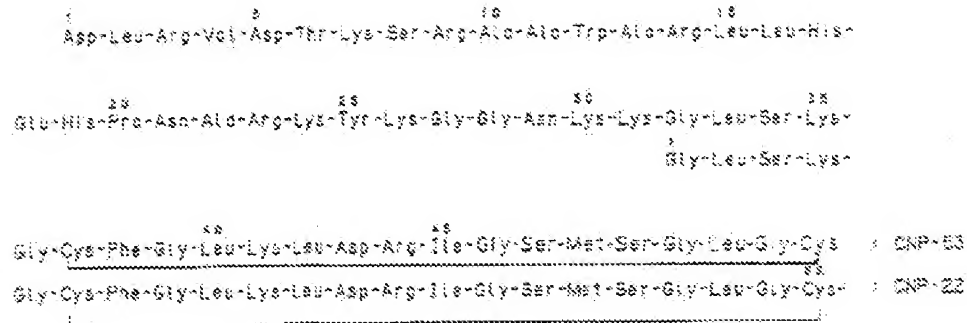 1 5 10 15
Asp-Leu-Arg-Val-Asp-Thr-Lys-Ser-Arg-Ala-Ala-Trp-Ala-Arg-Leu-Leu-His-
20 25 30 35
Glu-His-Pro-Asn-Ala-Arg-Lys-Tyr-Lys-Gly-Gly-Asn-Lys-Lys-Gly-Leu-Ser-Lys-
1
Gly-Leu-Ser-Lys-
40 45
Gly-Cys-Phe-Gly-Leu-Lys-Leu-Asp-Arg-Ile-Gly-Ser-Met-Ser-Gly-Leu-Gly-Cys : CNP-53
Gly-Cys-Phe-Gly-Leu-Lys-Leu-Asp-Arg-Ile-Gly-Ser-Met-Ser-Gly-Leu-Gly-Cys- : CNP-22